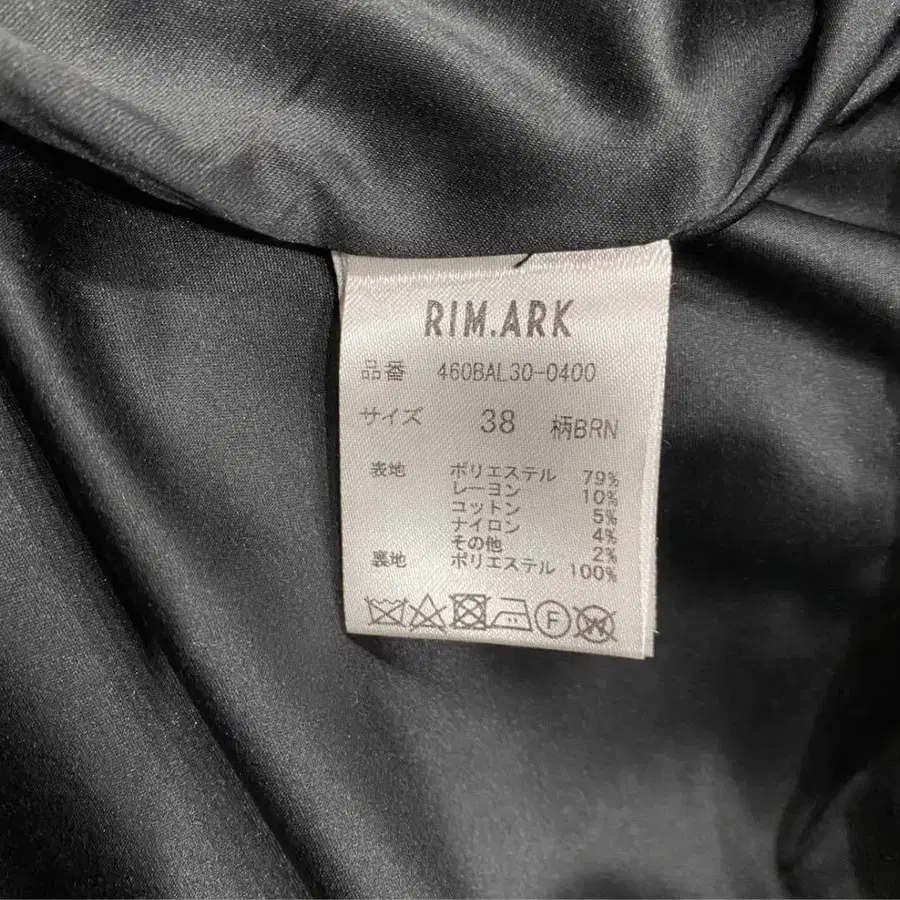 RIM.ARK
品番 460BAL30-0400
サイズ 38 柄BRN
表地 ポリエステル 79%
レーヨン 10%
コットン 5%
ナイロン 4%
その他 2%
裏地 ポリエステル 100%
F W